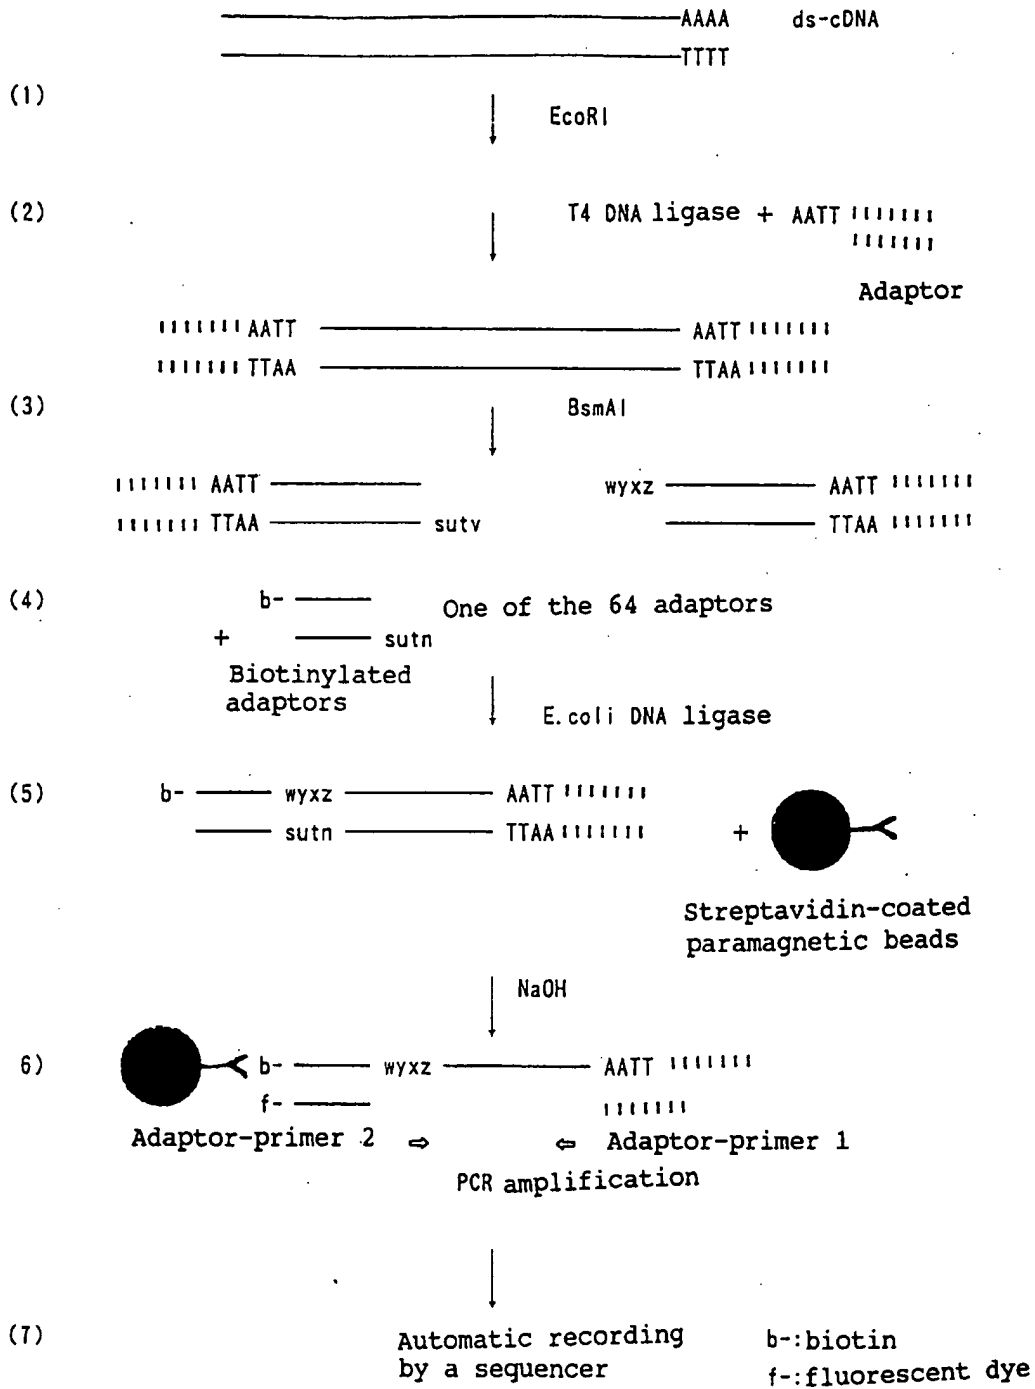 AAAA ds-cDNA
TTTT
(1)
EcoRI
(2) T4 DNA ligase + AATT
Adaptor
AATT AATT
TTAA TTAA
(3) BsmAI
AATT wyxz AATT
TTAA sutv TTAA
(4) b- One of the 64 adaptors
+ sutn
Biotinylated
adaptors
E.coli DNA ligase
(5) b- wyxz AATT
sutn TTAA +
Streptavidin-coated
paramagnetic beads
NaOH
6) b- wyxz AATT
f-
Adaptor-primer 2 ⇨ ⇦ Adaptor-primer 1
PCR amplification
(7) Automatic recording b-:biotin
by a sequencer f-:fluorescent dye